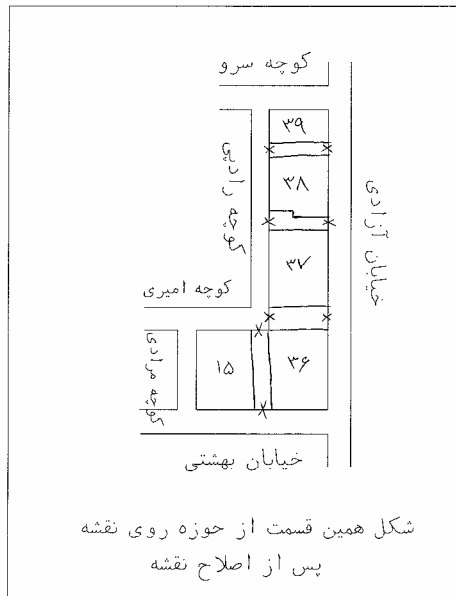 کوچه سرو
۳۹
کوچه رادیی
۳۸
خیابان آزادی
۳۷
کوچه امیری
کوچه مرادی
۱۵
۳۶
خیابان بهشتی
شکل همین قسمت از حوزه روی نقشه
پس از اصلاح نقشه